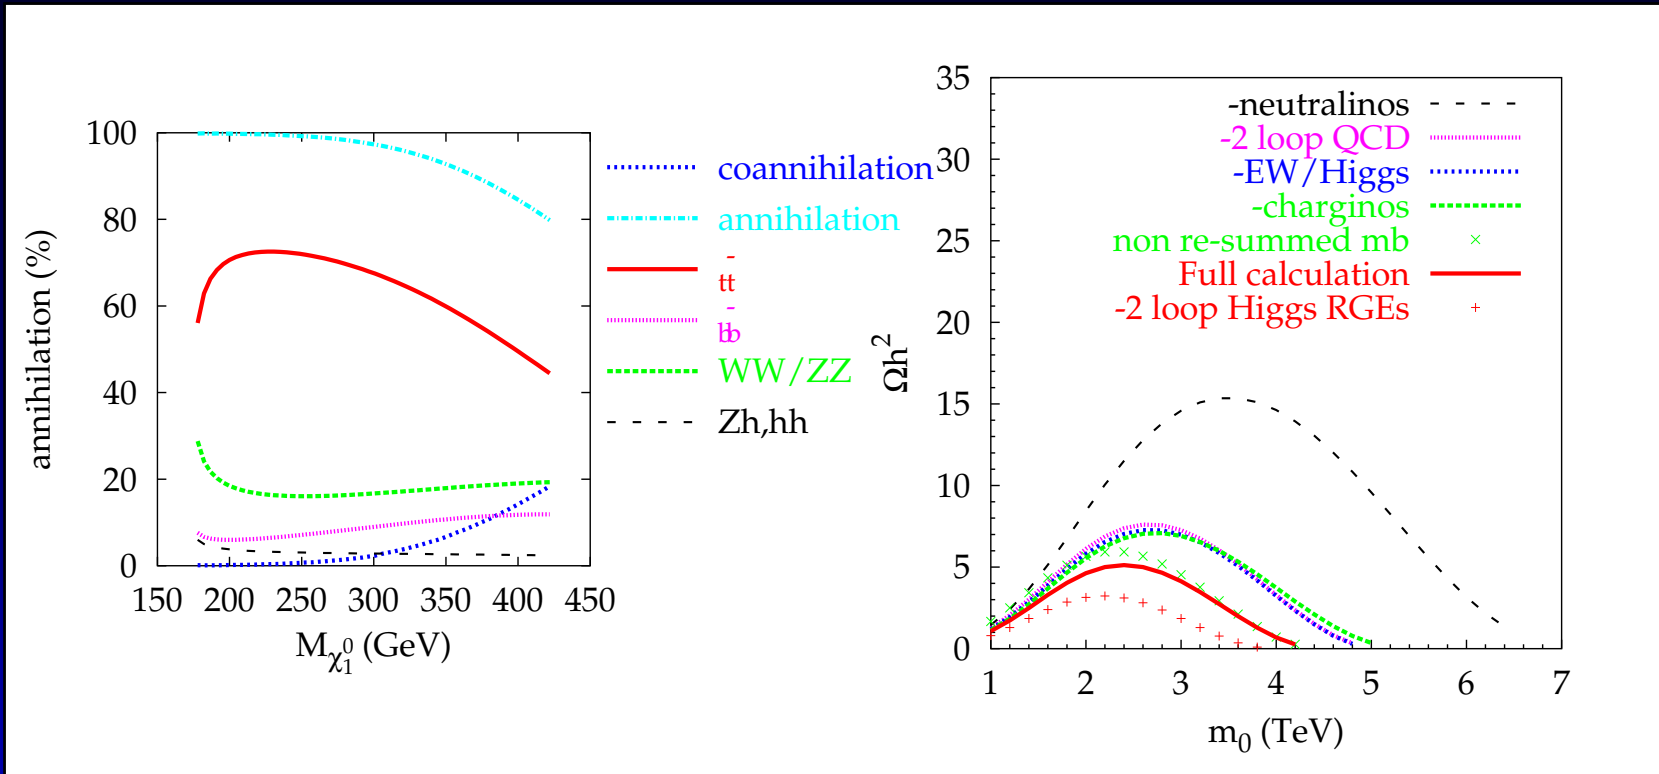 100
80
60
40
20
0
150 200 250 300 350 400 450
annihilation (%)
M_χ₁⁰ (GeV)
coannihilation
annihilation
tt̄
bb̄
WW/ZZ
Zh,hh
35
30
25
20
15
10
5
0
1 2 3 4 5 6 7
Ωh²
m₀ (TeV)
-neutralinos
-2 loop QCD
-EW/Higgs
-charginos
non re-summed mb
Full calculation
-2 loop Higgs RGEs